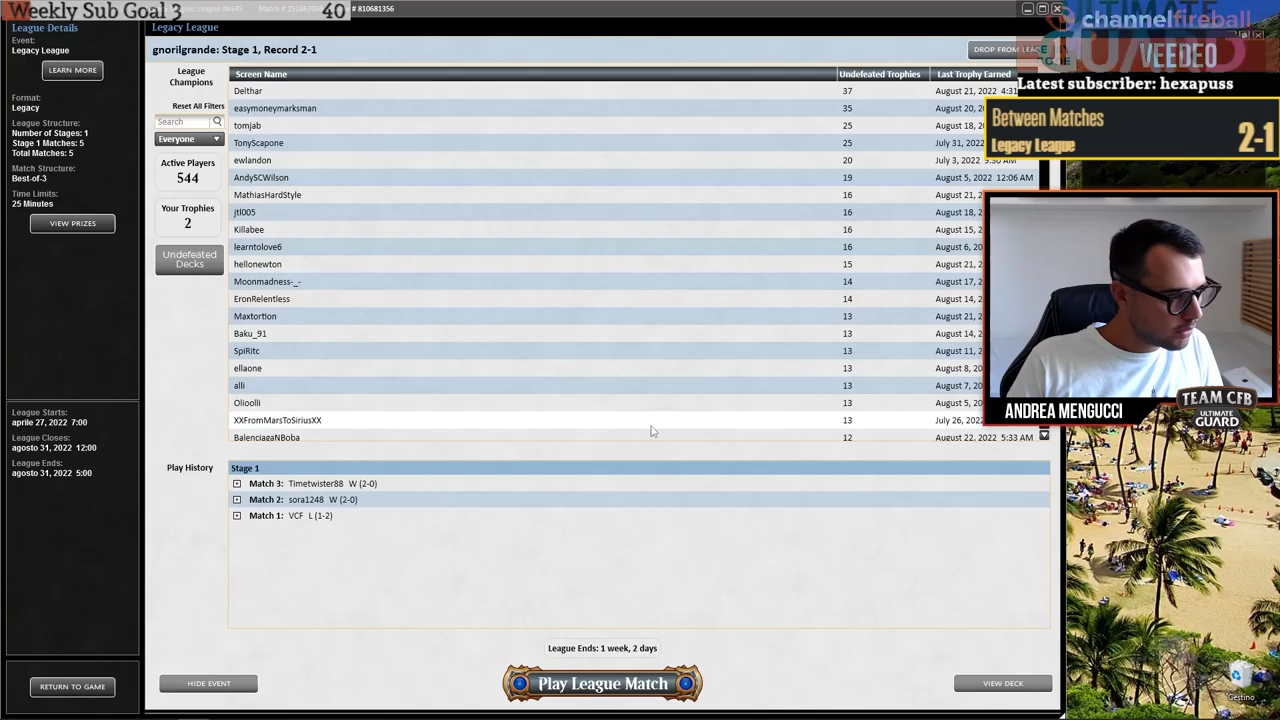 Weekly Sub Goal 3 40
Match # 251867066 810681356
channelfireball
ULTIMATE
GUARD
VEEDEO
Latest subscriber: hexapuss
Between Matches
Legacy League
2-1
ANDREA MENGUCCI
TEAM CFB
ULTIMATE
GUARD
Gestino
League Details
Event:
Legacy League
LEARN MORE
Format:
Legacy
League Structure:
Number of Stages: 1
Stage 1 Matches: 5
Total Matches: 5
Match Structure:
Best-of-3
Time Limits:
25 Minutes
VIEW PRIZES
League Starts:
aprile 27, 2022 7:00
League Closes:
agosto 31, 2022 12:00
League Ends:
agosto 31, 2022 5:00
RETURN TO GAME
Legacy League
gnorilgrande: Stage 1, Record 2-1
DROP FROM LEAG
League
Champions
Reset All Filters
Search
Everyone
Active Players
544
Your Trophies
2
Undefeated
Decks
Screen Name Undefeated Trophies Last Trophy Earned
Delthar 37 August 21, 2022 4:31
easymoneymarksman 35 August 20, 20
tomjab 25 August 18, 20
TonyScapone 25 July 31, 2022
ewlandon 20 July 3, 2022 9:30 AM
AndySCWilson 19 August 5, 2022 12:06 AM
MathiasHardStyle 16 August 21, 2
jtl005 16 August 18, 2
Killabee 16 August 15, 2
learntolove6 16 August 6, 20
hellonewton 15 August 21, 2
Moonmadness-_- 14 August 17, 2
EronRelentless 14 August 14, 2
Maxtortion 13 August 21, 2
Baku_91 13 August 14, 2
SpiRitc 13 August 11, 2
ellaone 13 August 8, 20
alli 13 August 7, 20
Olioolli 13 August 5, 20
XXFromMarsToSiriusXX 13 July 26, 2022
BalenciagaNBoba 12 August 22, 2022 5:33 AM
Play History
Stage 1
Match 3: Timetwister88 W (2-0)
Match 2: sora1248 W (2-0)
Match 1: VCF L (1-2)
League Ends: 1 week, 2 days
HIDE EVENT
Play League Match
VIEW DECK